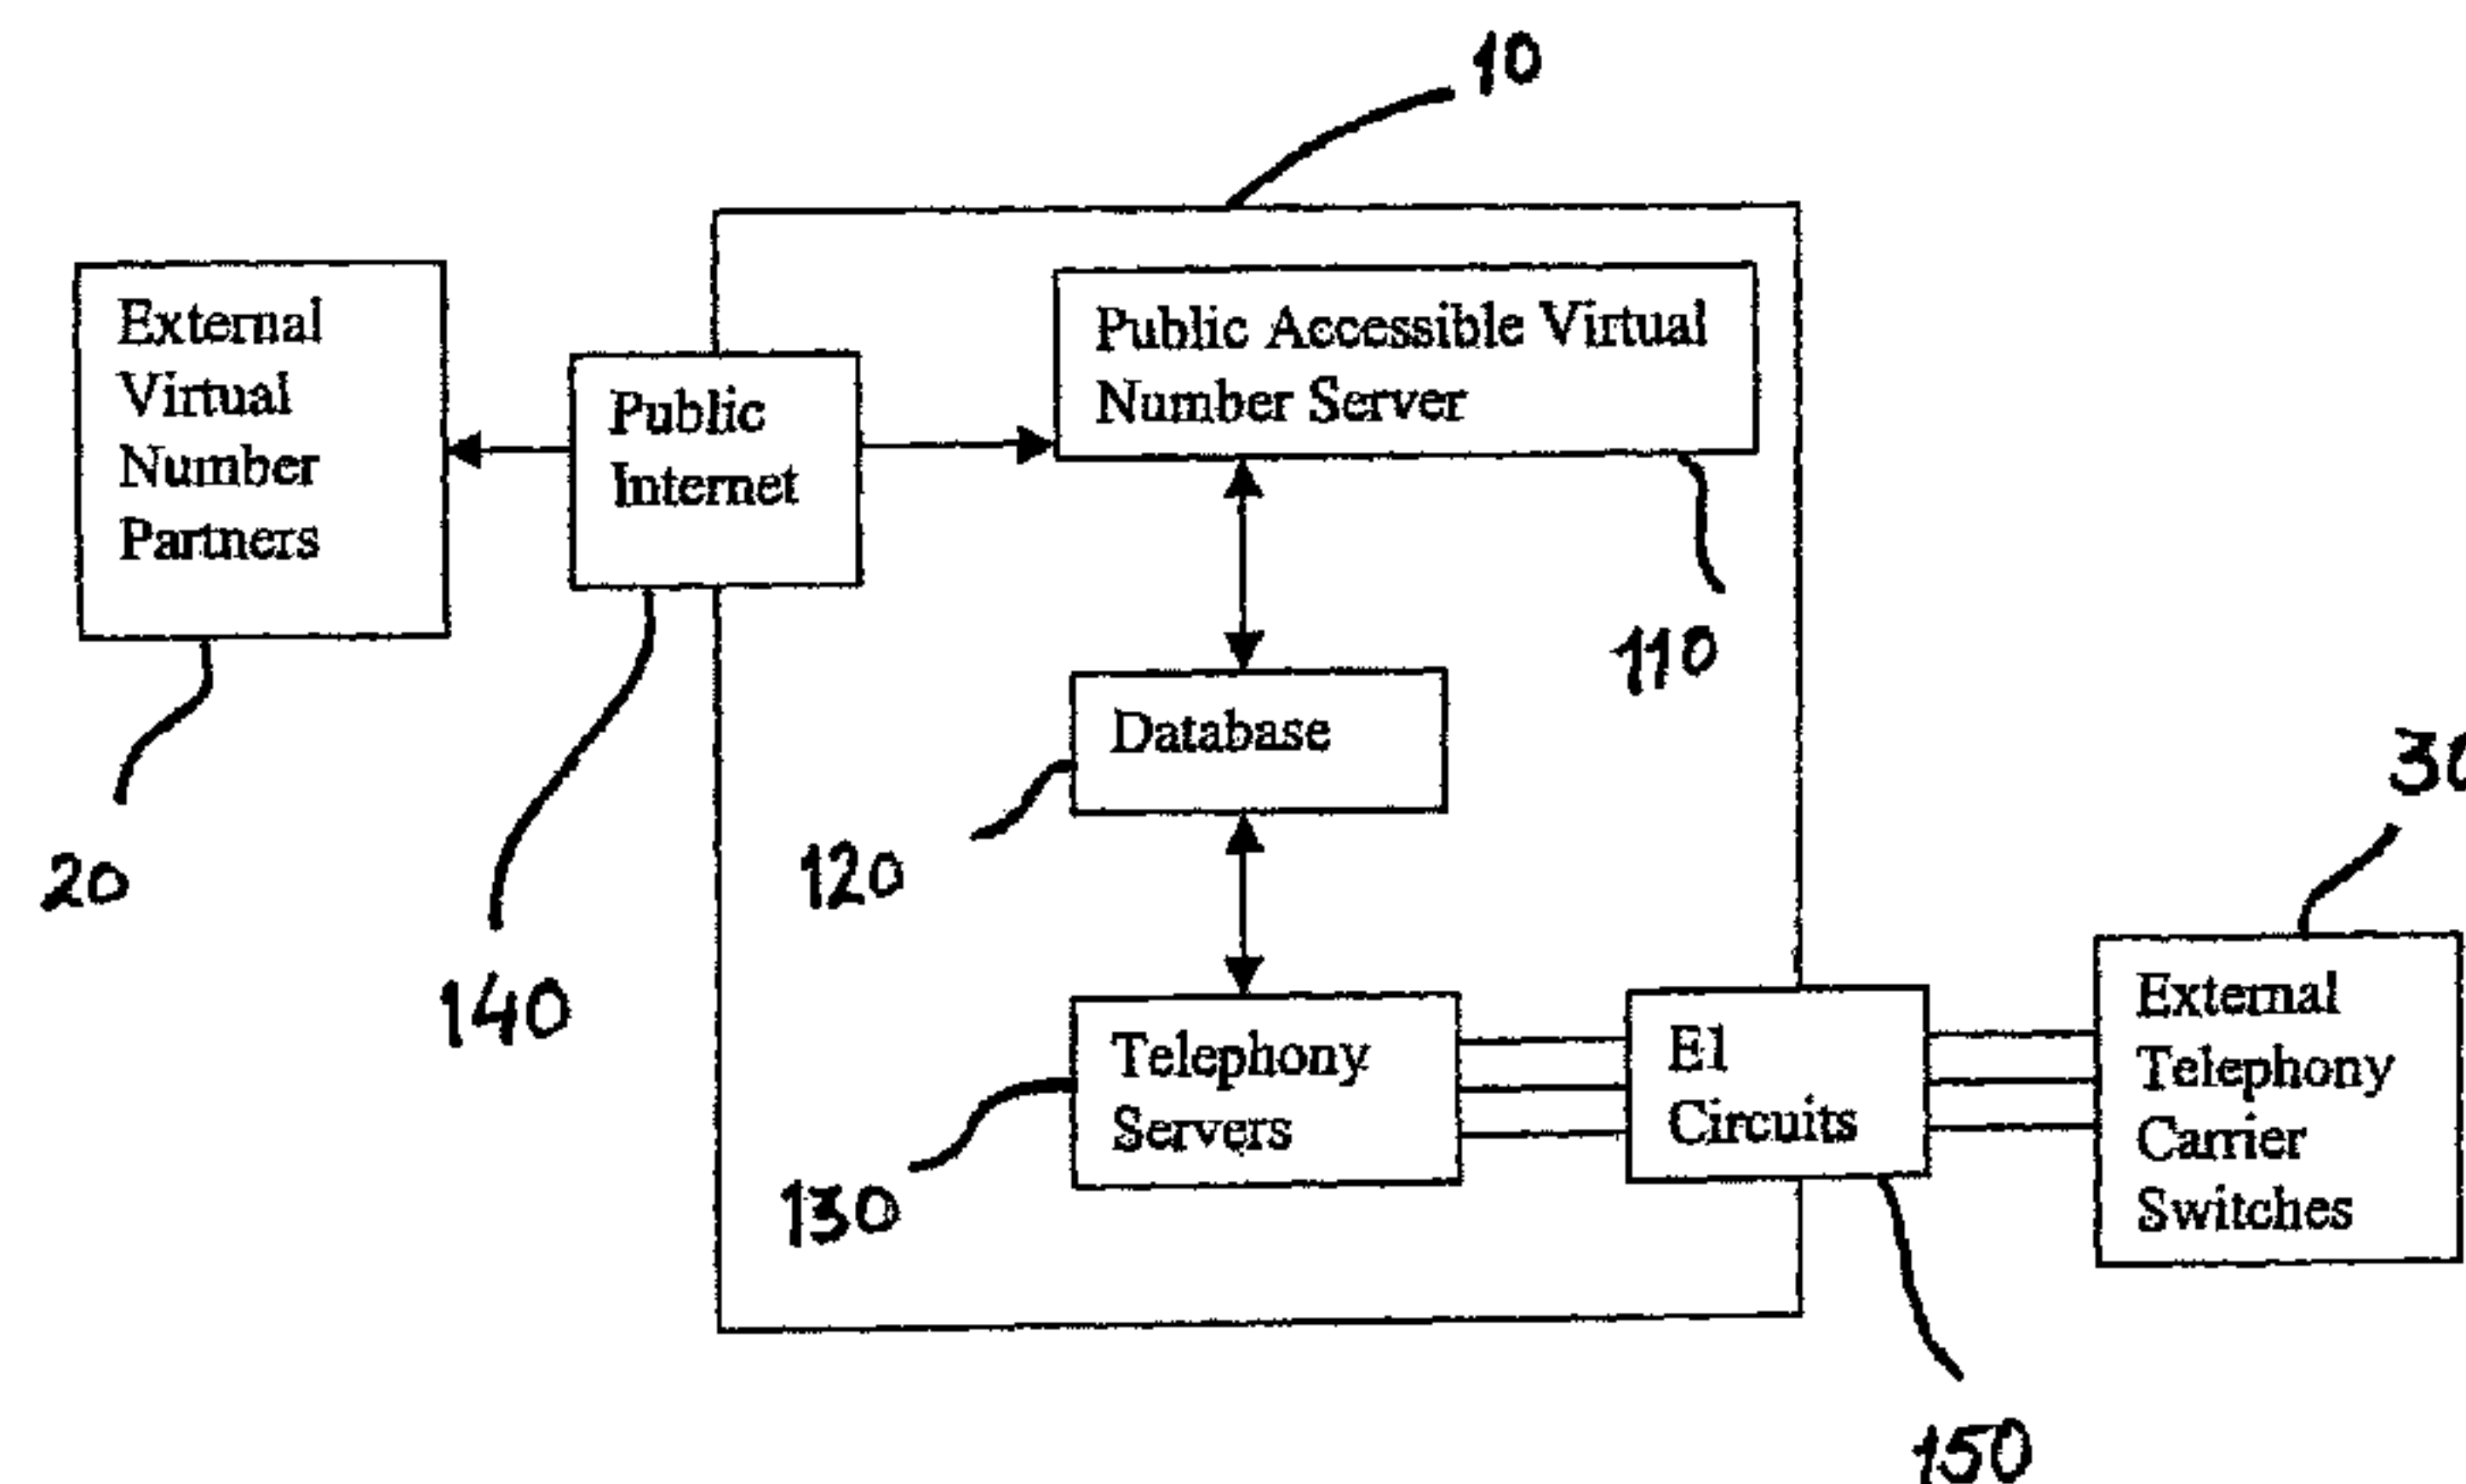 10
External
Virtual
Number
Partners
Public
Internet
Public Accessible Virtual
Number Server
110
Database
120
20
140
Telephony
Servers
130
E1
Circuits
150
External
Telephony
Carrier
Switches